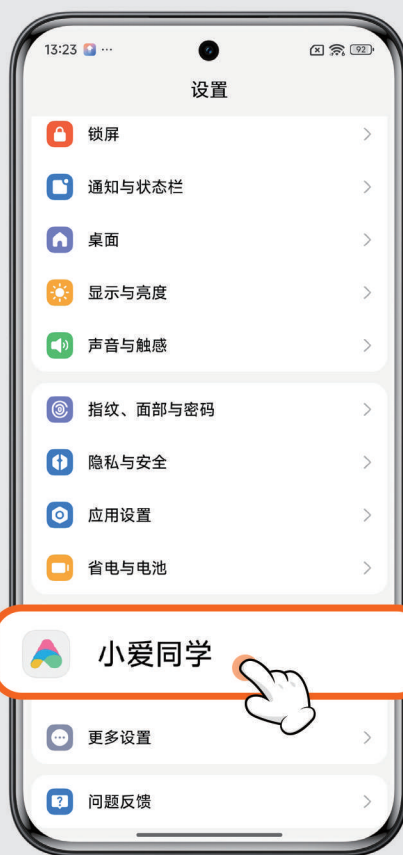 13:23 ...
92
设置
锁屏
通知与状态栏
桌面
显示与亮度
声音与触感
指纹、面部与密码
隐私与安全
应用设置
省电与电池
小爱同学
更多设置
问题反馈